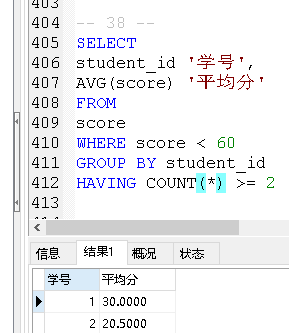 403
404 -- 38 --
405 SELECT
406 student_id '学号',
407 AVG(score) '平均分'
408 FROM
409 score
410 WHERE score < 60
411 GROUP BY student_id
412 HAVING COUNT(*) >= 2
413
信息 结果1 概况 状态
学号 平均分
1 30.0000
2 20.5000